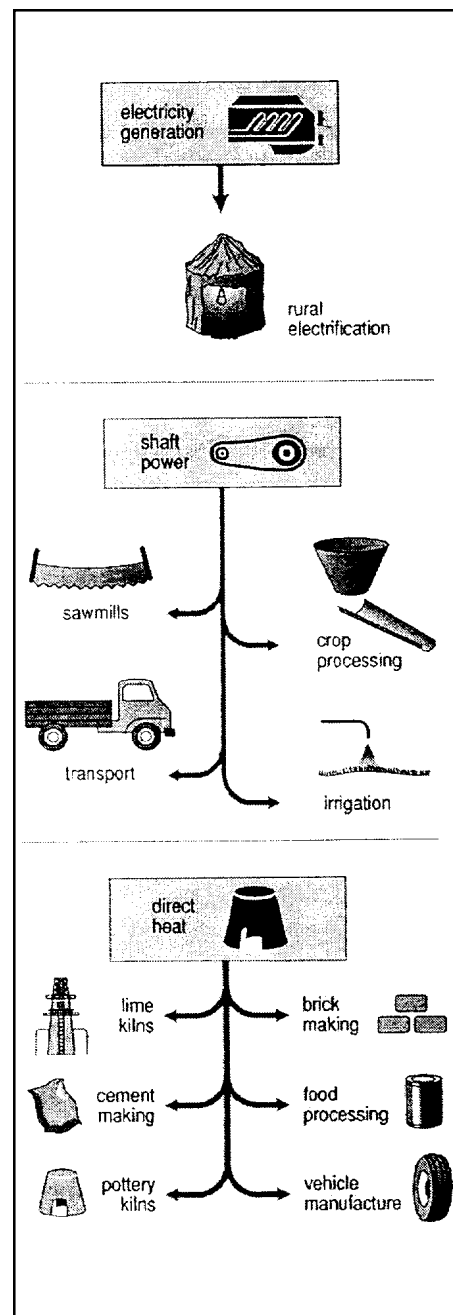 electricity
generation
rural
electrification
shaft
power
sawmills
crop
processing
transport
irrigation
direct
heat
lime
kilns
brick
making
cement
making
food
processing
pottery
kilns
vehicle
manufacture